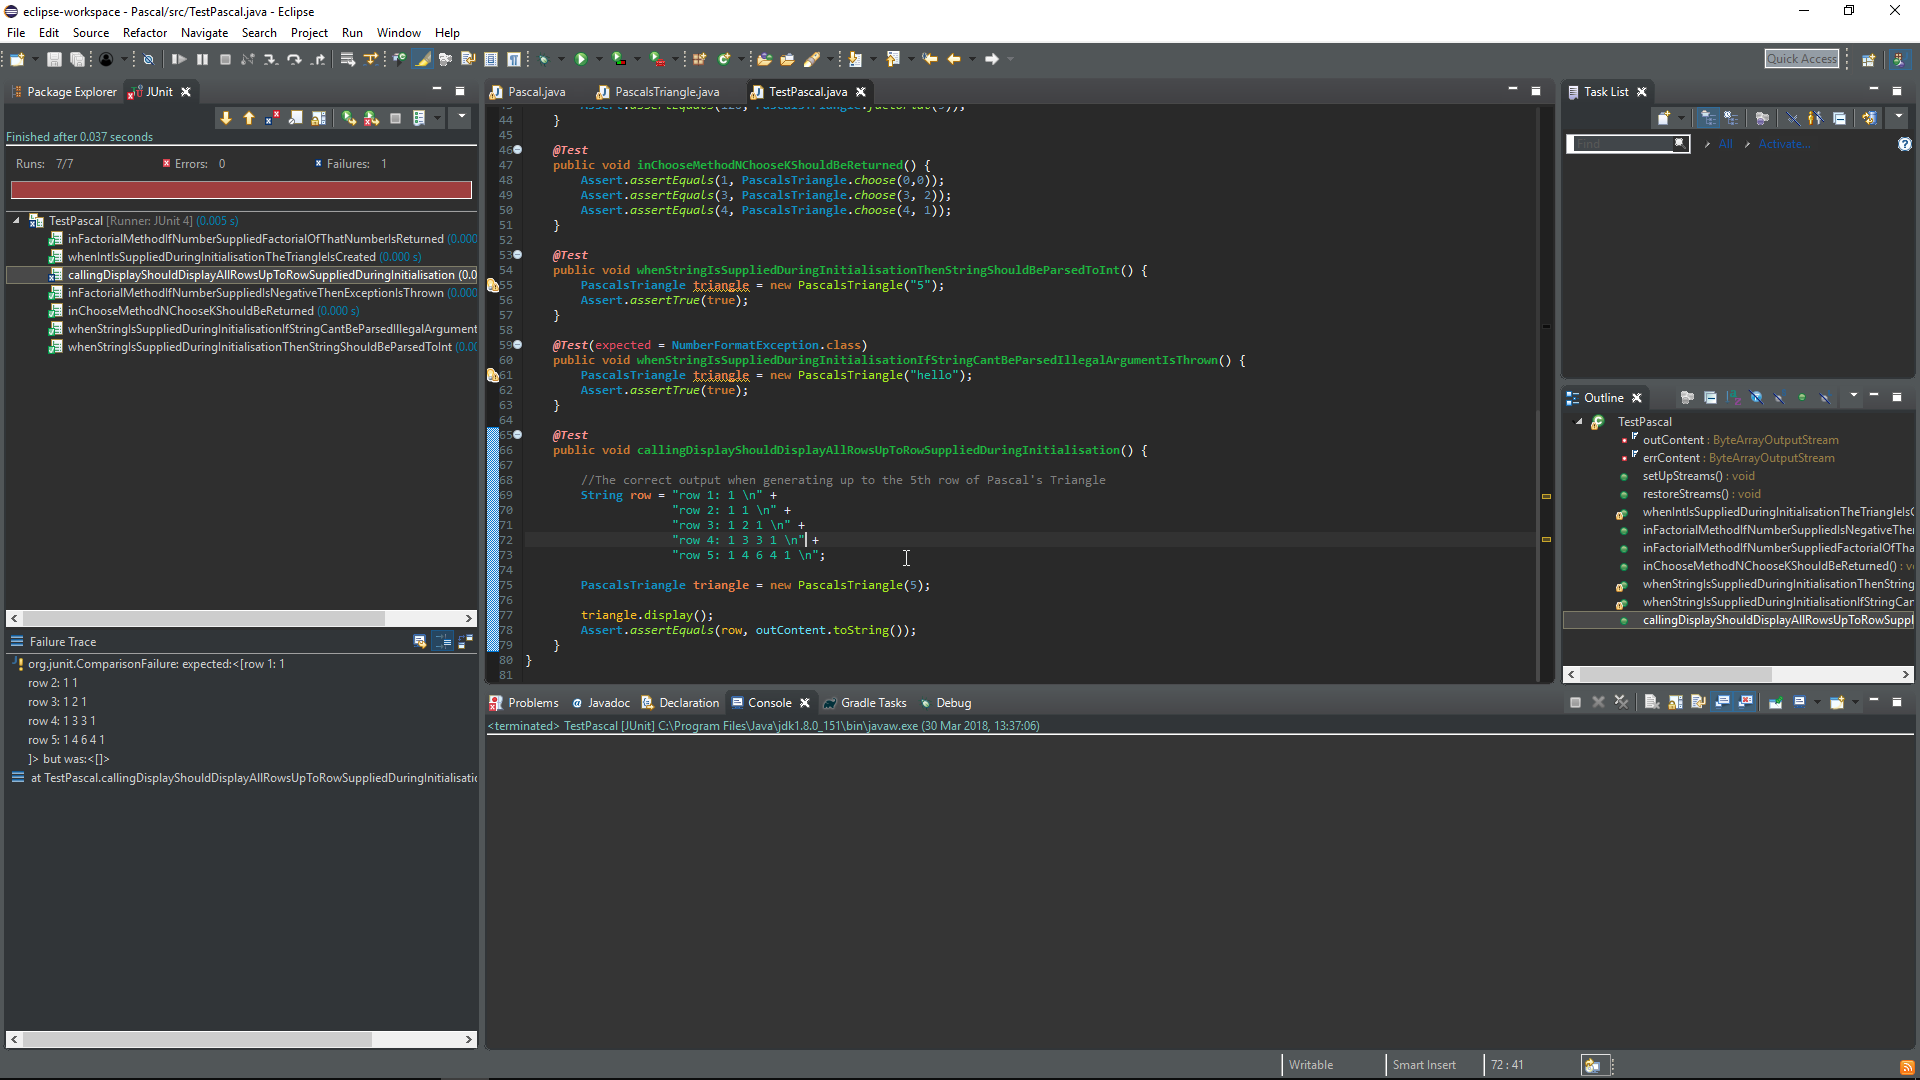 eclipse-workspace - Pascal/src/TestPascal.java - Eclipse
File Edit Source Refactor Navigate Search Project Run Window Help
Quick Access
Package Explorer JUnit
Finished after 0.037 seconds
Runs: 7/7 Errors: 0 Failures: 1
TestPascal [Runner: JUnit 4] (0.005 s)
inFactorialMethodIfNumberSuppliedFactorialOfThatNumberIsReturned (0.000
whenIntIsSuppliedDuringInitialisationTheTriangleIsCreated (0.000 s)
callingDisplayShouldDisplayAllRowsUpToRowSuppliedDuringInitialisation (0.0
inFactorialMethodIfNumberSuppliedIsNegativeThenExceptionIsThrown (0.000
inChooseMethodNChooseKShouldBeReturned (0.000 s)
whenStringIsSuppliedDuringInitialisationIfStringCantBeParsedIllegalArgument
whenStringIsSuppliedDuringInitialisationThenStringShouldBeParsedToInt (0.00
Failure Trace
org.junit.ComparisonFailure: expected:<[row 1: 1
row 2: 1 1
row 3: 1 2 1
row 4: 1 3 3 1
row 5: 1 4 6 4 1
]> but was:<[]>
at TestPascal.callingDisplayShouldDisplayAllRowsUpToRowSuppliedDuringInitialisatio
Pascal.java PascalsTriangle.java TestPascal.java
44 }
45
46 @Test
47 public void inChooseMethodNChooseKShouldBeReturned() {
48 Assert.assertEquals(1, PascalsTriangle.choose(0,0));
49 Assert.assertEquals(3, PascalsTriangle.choose(3, 2));
50 Assert.assertEquals(4, PascalsTriangle.choose(4, 1));
51 }
52
53 @Test
54 public void whenStringIsSuppliedDuringInitialisationThenStringShouldBeParsedToInt() {
55 PascalsTriangle triangle = new PascalsTriangle("5");
56 Assert.assertTrue(true);
57 }
58
59 @Test(expected = NumberFormatException.class)
60 public void whenStringIsSuppliedDuringInitialisationIfStringCantBeParsedIllegalArgumentIsThrown() {
61 PascalsTriangle triangle = new PascalsTriangle("hello");
62 Assert.assertTrue(true);
63 }
64
65 @Test
66 public void callingDisplayShouldDisplayAllRowsUpToRowSuppliedDuringInitialisation() {
67
68 //The correct output when generating up to the 5th row of Pascal's Triangle
69 String row = "row 1: 1 \n" +
70 "row 2: 1 1 \n" +
71 "row 3: 1 2 1 \n" +
72 "row 4: 1 3 3 1 \n" +
73 "row 5: 1 4 6 4 1 \n";
74
75 PascalsTriangle triangle = new PascalsTriangle(5);
76
77 triangle.display();
78 Assert.assertEquals(row, outContent.toString());
79 }
80 }
81
Problems Javadoc Declaration Console Gradle Tasks Debug
<terminated> TestPascal [JUnit] C:\Program Files\Java\jdk1.8.0_151\bin\javaw.exe (30 Mar 2018, 13:37:06)
Task List
Find All Activate...
Outline
TestPascal
outContent : ByteArrayOutputStream
errContent : ByteArrayOutputStream
setUpStreams() : void
restoreStreams() : void
whenIntIsSuppliedDuringInitialisationTheTriangleIsC
inFactorialMethodIfNumberSuppliedIsNegativeThe
inFactorialMethodIfNumberSuppliedFactorialOfTha
inChooseMethodNChooseKShouldBeReturned() : v
whenStringIsSuppliedDuringInitialisationThenString
whenStringIsSuppliedDuringInitialisationIfStringCar
callingDisplayShouldDisplayAllRowsUpToRowSuppl
Writable Smart Insert 72 : 41